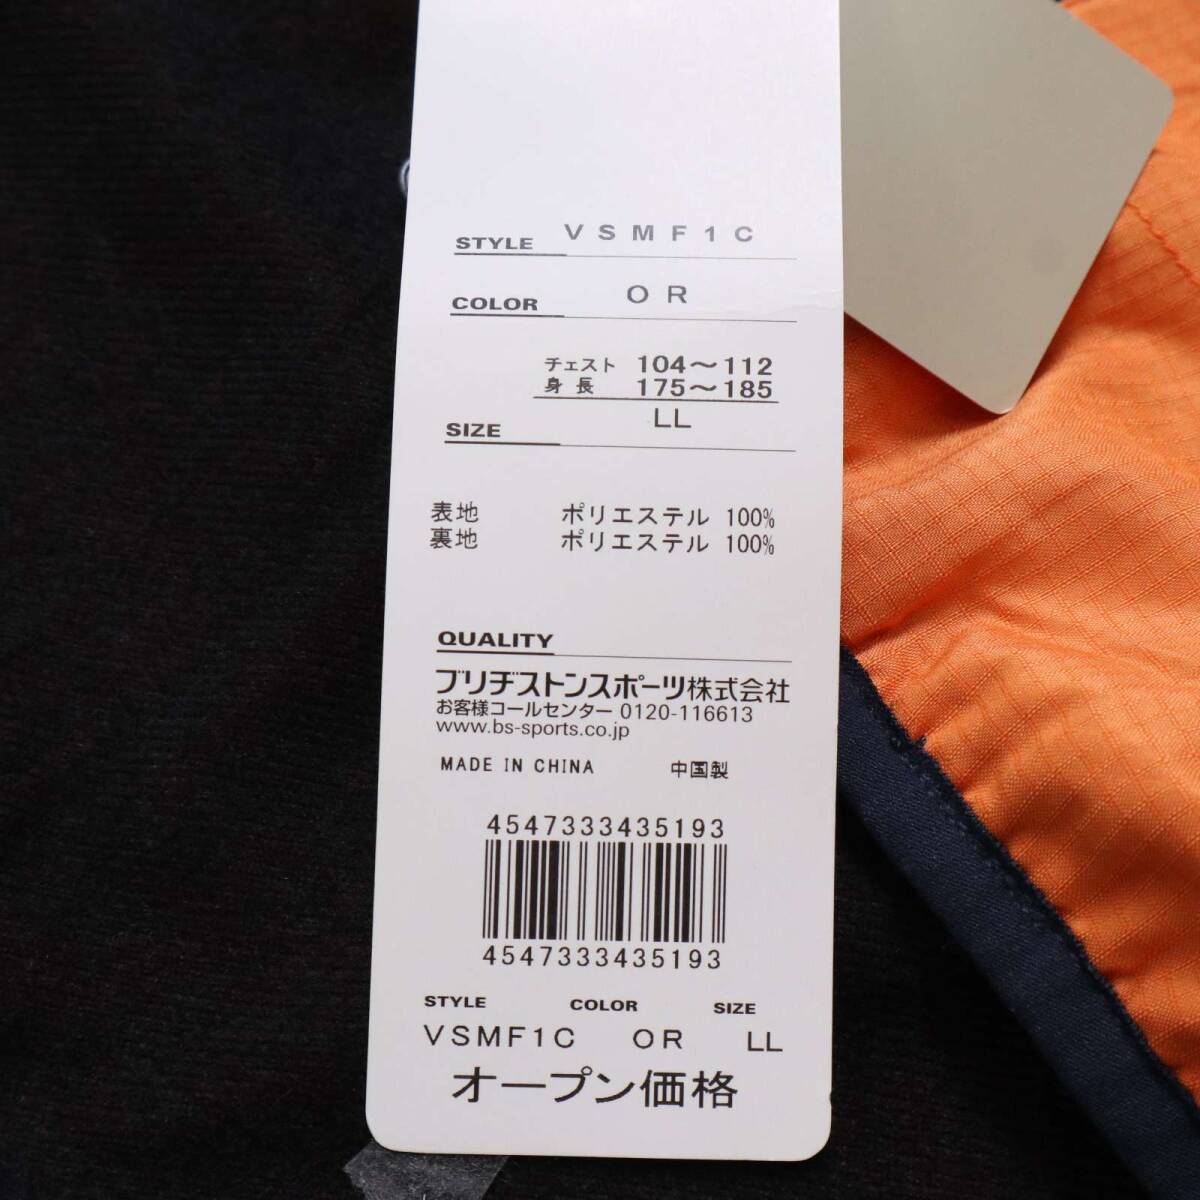 STYLE VSMF1C
COLOR OR
チェスト 104～112
身長 175～185
SIZE LL
表地 ポリエステル 100%
裏地 ポリエステル 100%
QUALITY
ブリヂストンスポーツ株式会社
お客様コールセンター 0120-116613
www.bs-sports.co.jp
MADE IN CHINA 中国製
4547333435193
4547333435193
STYLE COLOR SIZE
VSMF1C OR LL
オープン価格